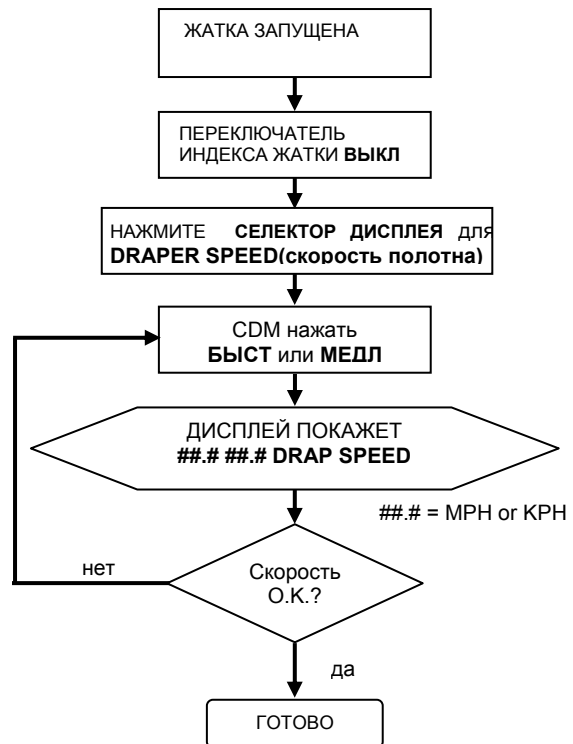 ЖАТКА ЗАПУЩЕНА
ПЕРЕКЛЮЧАТЕЛЬ
ИНДЕКСА ЖАТКИ ВЫКЛ
НАЖМИТЕ СЕЛЕКТОР ДИСПЛЕЯ для
DRAPER SPEED(скорость полотна)
CDM нажать
БЫСТ или МЕДЛ
ДИСПЛЕЙ ПОКАЖЕТ
##.# ##.# DRAP SPEED
##.# = MPH or KPH
нет
Скорость
О.К.?
да
ГОТОВО